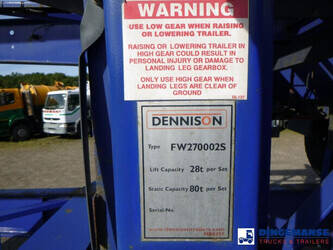 WARNING
USE LOW GEAR WHEN RAISING
OR LOWERING TRAILER.
RAISING OR LOWERING TRAILER IN
HIGH GEAR COULD RESULT IN
PERSONAL INJURY OR DAMAGE TO
LANDING LEG GEARBOX.
ONLY USE HIGH GEAR WHEN
LANDING LEGS ARE CLEAR OF
GROUND
DENNISON
Type FW270002S
Lift Capacity 28t per Set
Static Capacity 80t per Set
Serial No.
DINGEMANSE
TRUCKS & TRAILERS